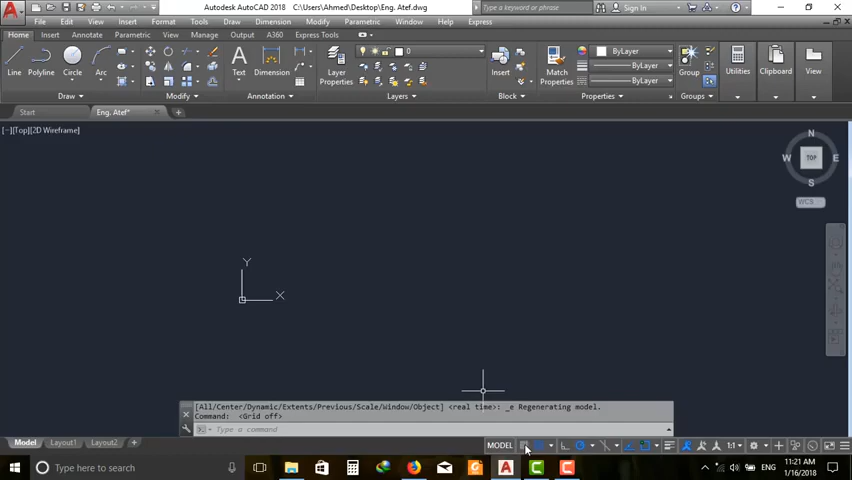 Autodesk AutoCAD 2018 C:\Users\Ahmed\Desktop\Eng. Atef.dwg
Type a keyword or phrase
Sign In
File Edit View Insert Format Tools Draw Dimension Modify Parametric Window Help Express
Home Insert Annotate Parametric View Manage Output A360 Express Tools
Line Polyline Circle Arc
Text Dimension
Layer Properties
0
Insert
Match Properties
ByLayer
ByLayer
ByLayer
Group
Utilities
Clipboard
View
Draw Modify Annotation Layers Block Properties Groups
Start Eng. Atef*
[−][Top][2D Wireframe]
N
W TOP E
S
WCS
Y
X
[All/Center/Dynamic/Extents/Previous/Scale/Window/Object] <real time>: _e Regenerating model.
Command: <Grid off>
Type a command
Model Layout1 Layout2
MODEL
1:1
Type here to search
ENG
11:21 AM
1/16/2018